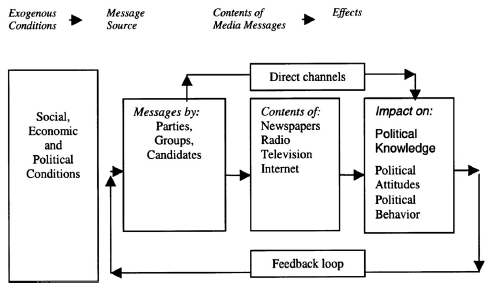 Exogenous
Conditions
Message
Source
Contents of
Media Messages
Effects
Direct channels
Social,
Economic
and
Political
Conditions
Messages by:
Parties,
Groups,
Candidates
Contents of:
Newspapers
Radio
Television
Internet
Impact on:
Political
Knowledge
Political
Attitudes
Political
Behavior
Feedback loop